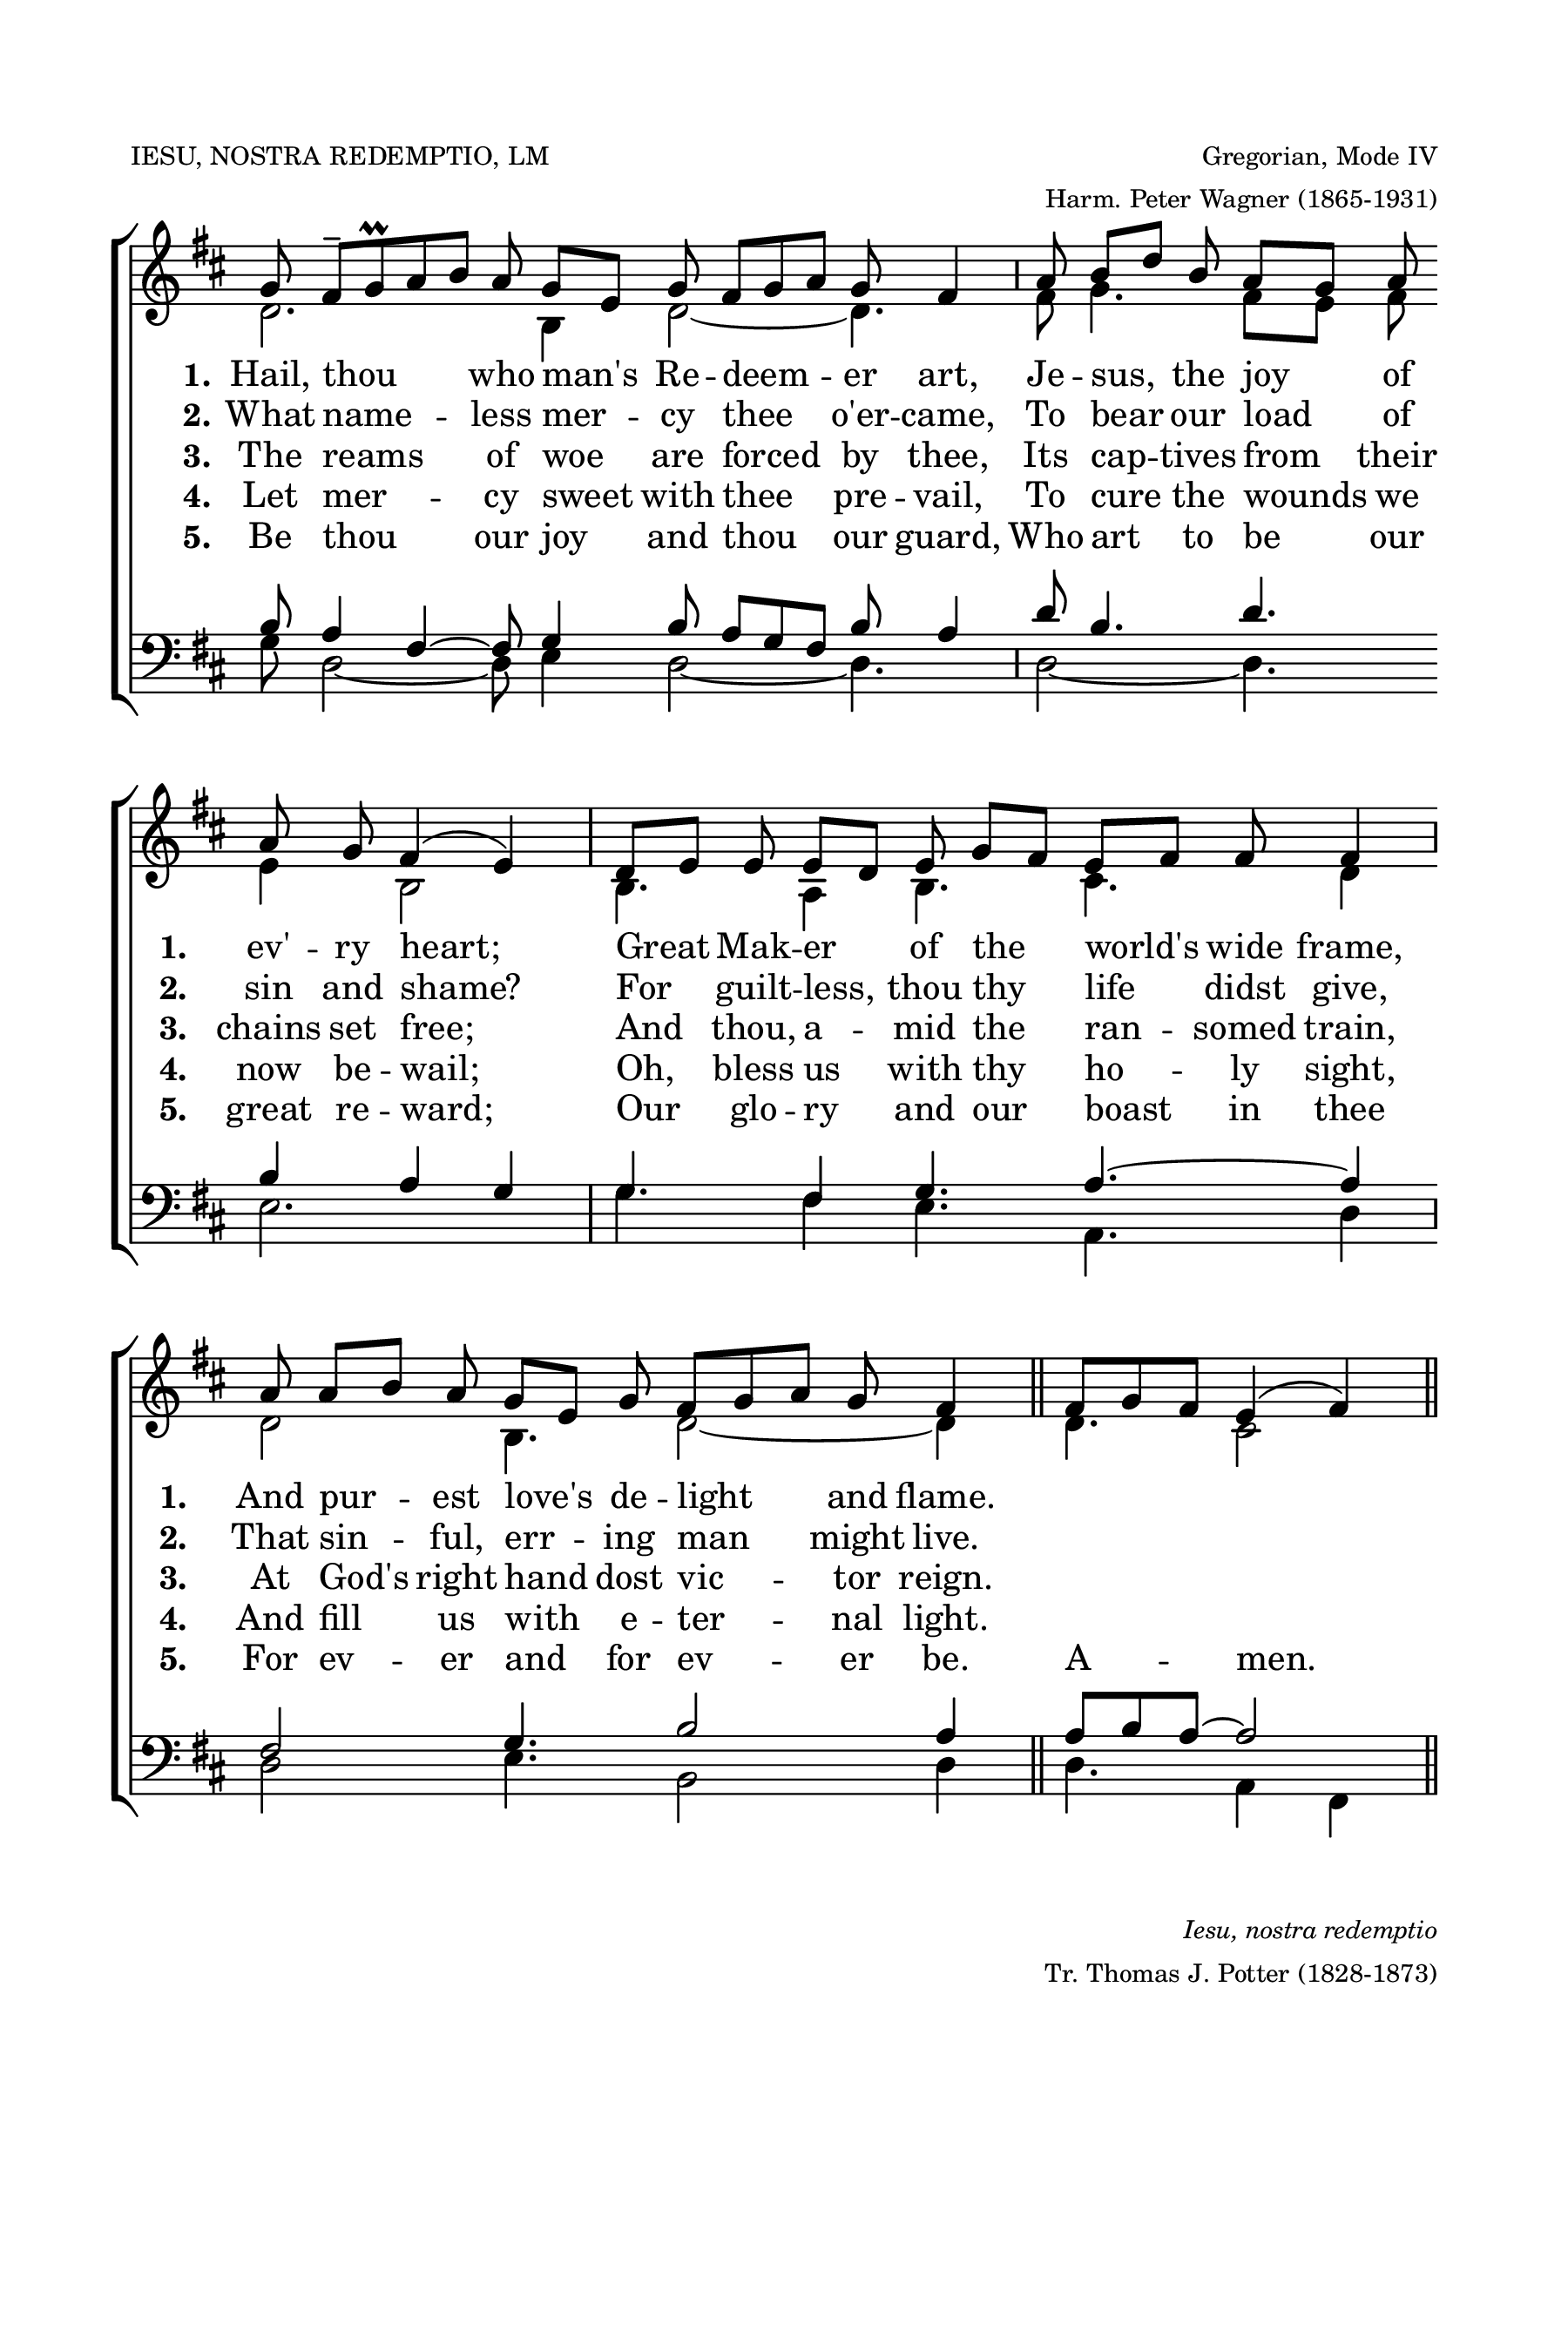 IESU, NOSTRA REDEMPTIO, LM
Gregorian, Mode IV
Harm. Peter Wagner (1865-1931)
1. Hail, thou who man's Re -- deem -- er art, Je -- sus, the joy of
2. What name -- less mer -- cy thee o'er -- came, To bear our load of
3. The reams of woe are forced by thee, Its cap -- tives from their
4. Let mer -- cy sweet with thee pre -- vail, To cure the wounds we
5. Be thou our joy and thou our guard, Who art to be our
1. ev' -- ry heart; Great Mak -- er of the world's wide frame,
2. sin and shame? For guilt -- less, thou thy life didst give,
3. chains set free; And thou, a -- mid the ran -- somed train,
4. now be -- wail; Oh, bless us with thy ho -- ly sight,
5. great re -- ward; Our glo -- ry and our boast in thee
1. And pur -- est love's de -- light and flame.
2. That sin -- ful, err -- ing man might live.
3. At God's right hand dost vic -- tor reign.
4. And fill us with e -- ter -- nal light.
5. For ev -- er and for ev -- er be. A -- men.
Iesu, nostra redemptio
Tr. Thomas J. Potter (1828-1873)